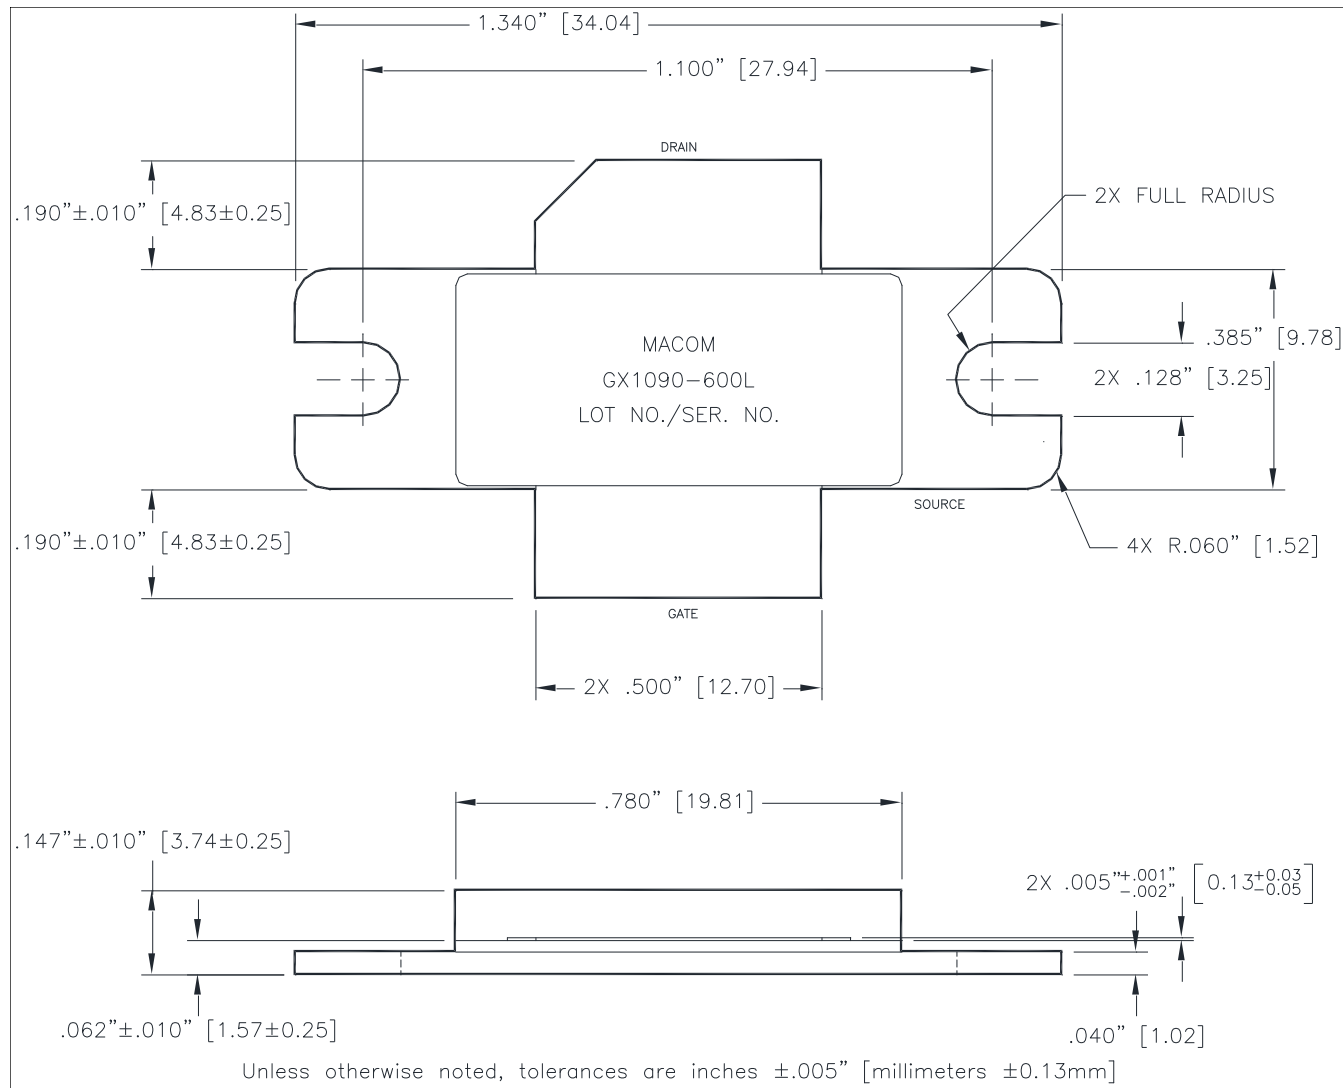 1.340” [34.04]
1.100” [27.94]
DRAIN
2X FULL RADIUS
.190”±.010” [4.83±0.25]
.385” [9.78]
MACOM
GX1090-600L
LOT NO./SER. NO.
2X .128” [3.25]
SOURCE
.190”±.010” [4.83±0.25]
4X R.060” [1.52]
GATE
2X .500” [12.70]
.780” [19.81]
.147”±.010” [3.74±0.25]
2X .005”+.001” -.002” [0.13+0.03 -0.05]
.062”±.010” [1.57±0.25]
.040” [1.02]
Unless otherwise noted, tolerances are inches ±.005” [millimeters ±0.13mm]